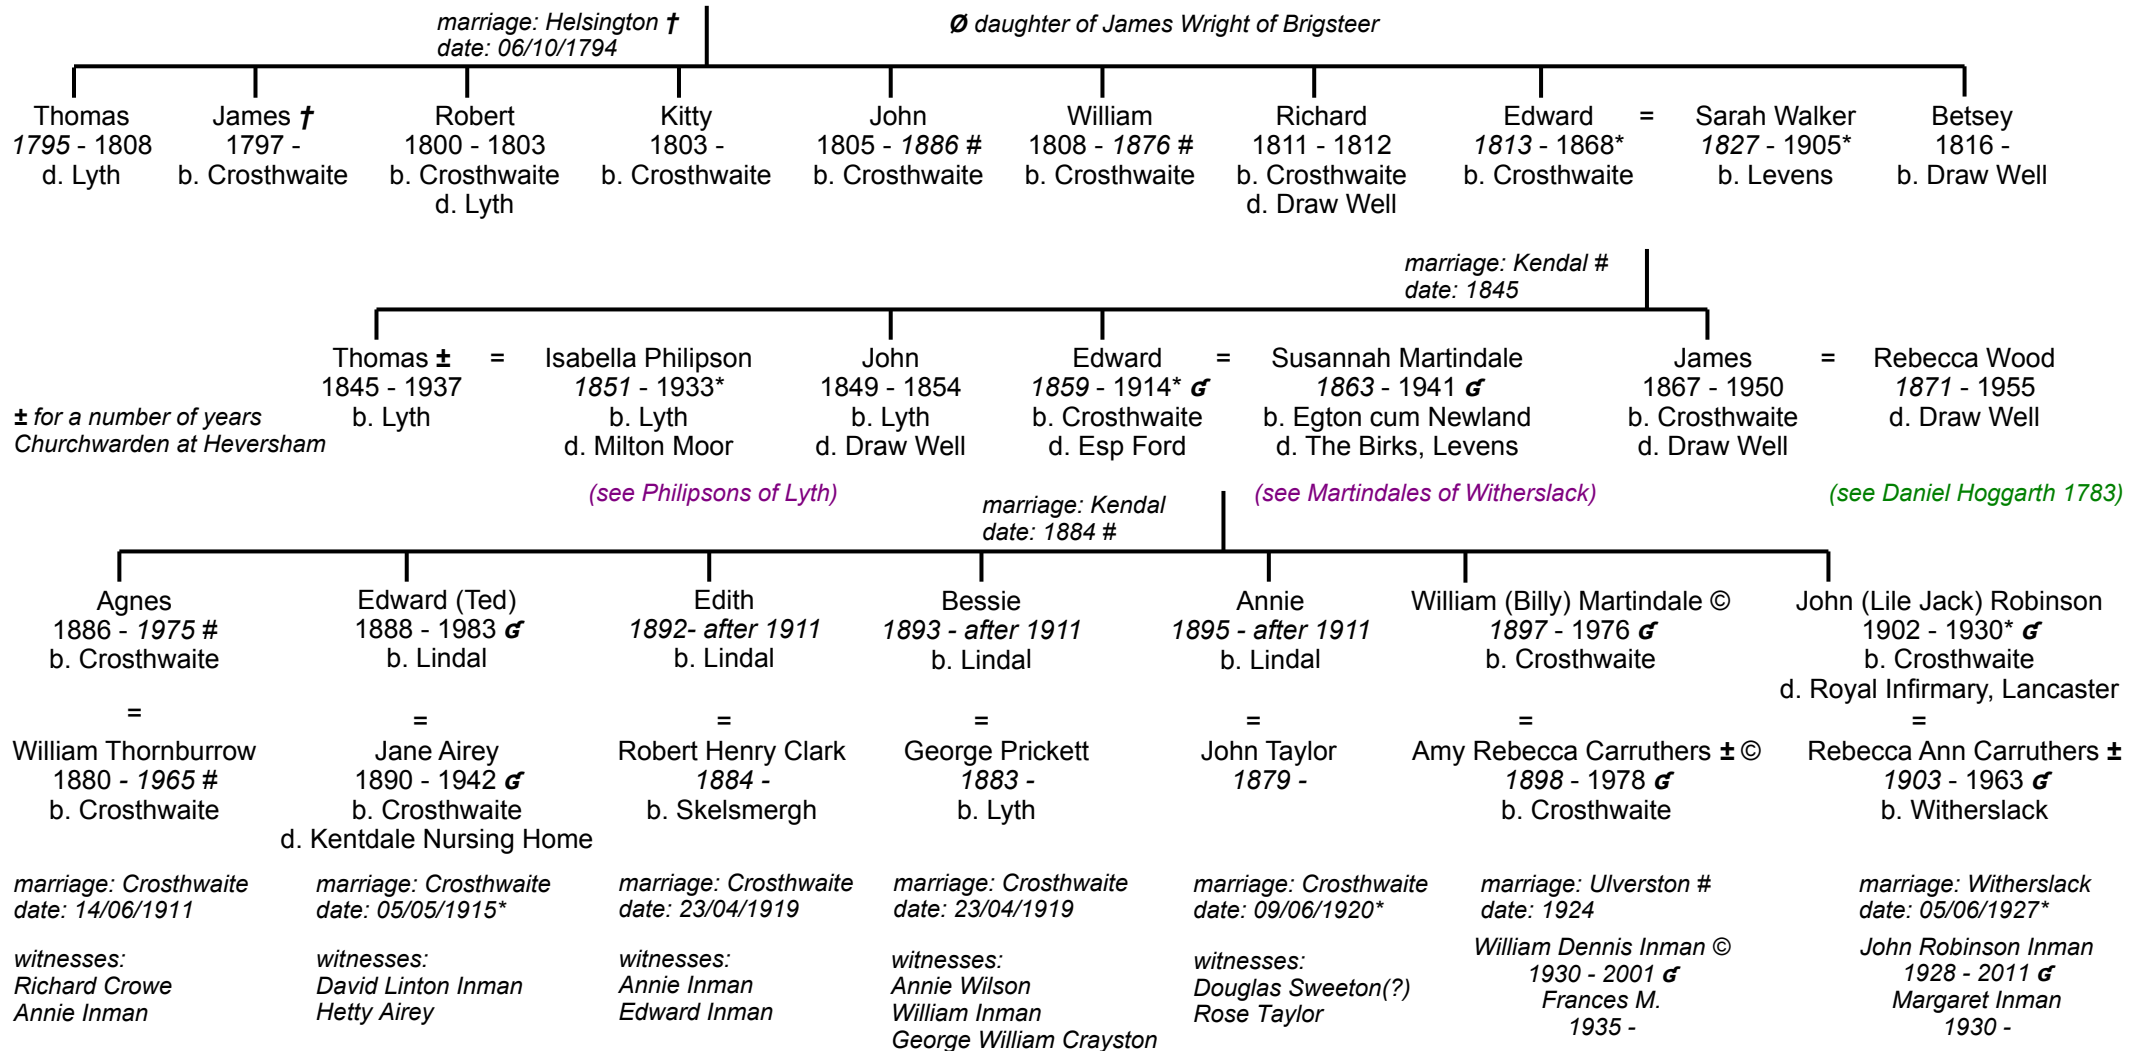 marriage: Helsington †
date: 06/10/1794
Ø daughter of James Wright of Brigsteer
Thomas
1795 - 1808
d. Lyth
James †
1797 -
b. Crosthwaite
Robert
1800 - 1803
b. Crosthwaite
d. Lyth
Kitty
1803 -
b. Crosthwaite
John
1805 - 1886 #
b. Crosthwaite
William
1808 - 1876 #
b. Crosthwaite
Richard
1811 - 1812
b. Crosthwaite
d. Draw Well
Edward
1813 - 1868*
b. Crosthwaite
=
Sarah Walker
1827 - 1905*
b. Levens
Betsey
1816 -
b. Draw Well
marriage: Kendal #
date: 1845
Thomas ±
1845 - 1937
b. Lyth
=
Isabella Philipson
1851 - 1933*
b. Lyth
d. Milton Moor
John
1849 - 1854
b. Lyth
d. Draw Well
Edward
1859 - 1914* ɠ
b. Crosthwaite
d. Esp Ford
=
Susannah Martindale
1863 - 1941 ɠ
b. Egton cum Newland
d. The Birks, Levens
James
1867 - 1950
b. Crosthwaite
d. Draw Well
=
Rebecca Wood
1871 - 1955
d. Draw Well
± for a number of years
Churchwarden at Heversham
(see Philipsons of Lyth)
(see Martindales of Witherslack)
(see Daniel Hoggarth 1783)
marriage: Kendal
date: 1884 #
Agnes
1886 - 1975 #
b. Crosthwaite
=
William Thornburrow
1880 - 1965 #
b. Crosthwaite
marriage: Crosthwaite
date: 14/06/1911
witnesses:
Richard Crowe
Annie Inman
Edward (Ted)
1888 - 1983 ɠ
b. Lindal
=
Jane Airey
1890 - 1942 ɠ
b. Crosthwaite
d. Kentdale Nursing Home
marriage: Crosthwaite
date: 05/05/1915*
witnesses:
David Linton Inman
Hetty Airey
Edith
1892- after 1911
b. Lindal
=
Robert Henry Clark
1884 -
b. Skelsmergh
marriage: Crosthwaite
date: 23/04/1919
witnesses:
Annie Inman
Edward Inman
Bessie
1893 - after 1911
b. Lindal
=
George Prickett
1883 -
b. Lyth
marriage: Crosthwaite
date: 23/04/1919
witnesses:
Annie Wilson
William Inman
George William Crayston
Annie
1895 - after 1911
b. Lindal
=
John Taylor
1879 -
marriage: Crosthwaite
date: 09/06/1920*
witnesses:
Douglas Sweeton(?)
Rose Taylor
William (Billy) Martindale ©
1897 - 1976 ɠ
b. Crosthwaite
=
Amy Rebecca Carruthers ± ©
1898 - 1978 ɠ
b. Crosthwaite
marriage: Ulverston #
date: 1924
William Dennis Inman ©
1930 - 2001 ɠ
Frances M.
1935 -
John (Lile Jack) Robinson
1902 - 1930* ɠ
b. Crosthwaite
d. Royal Infirmary, Lancaster
=
Rebecca Ann Carruthers ±
1903 - 1963 ɠ
b. Witherslack
marriage: Witherslack
date: 05/06/1927*
John Robinson Inman
1928 - 2011 ɠ
Margaret Inman
1930 -